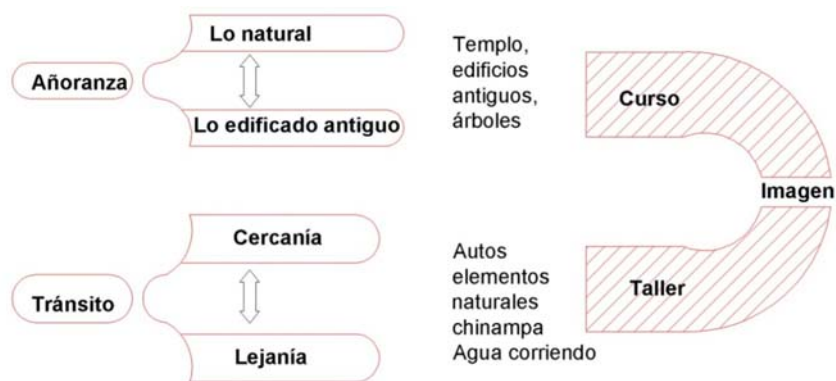 Lo natural
Añoranza
Lo edificado antiguo
Templo,
edificios
antiguos,
árboles
Curso
Imagen
Cercanía
Tránsito
Lejanía
Autos
elementos
naturales
chinampa
Agua corriendo
Taller